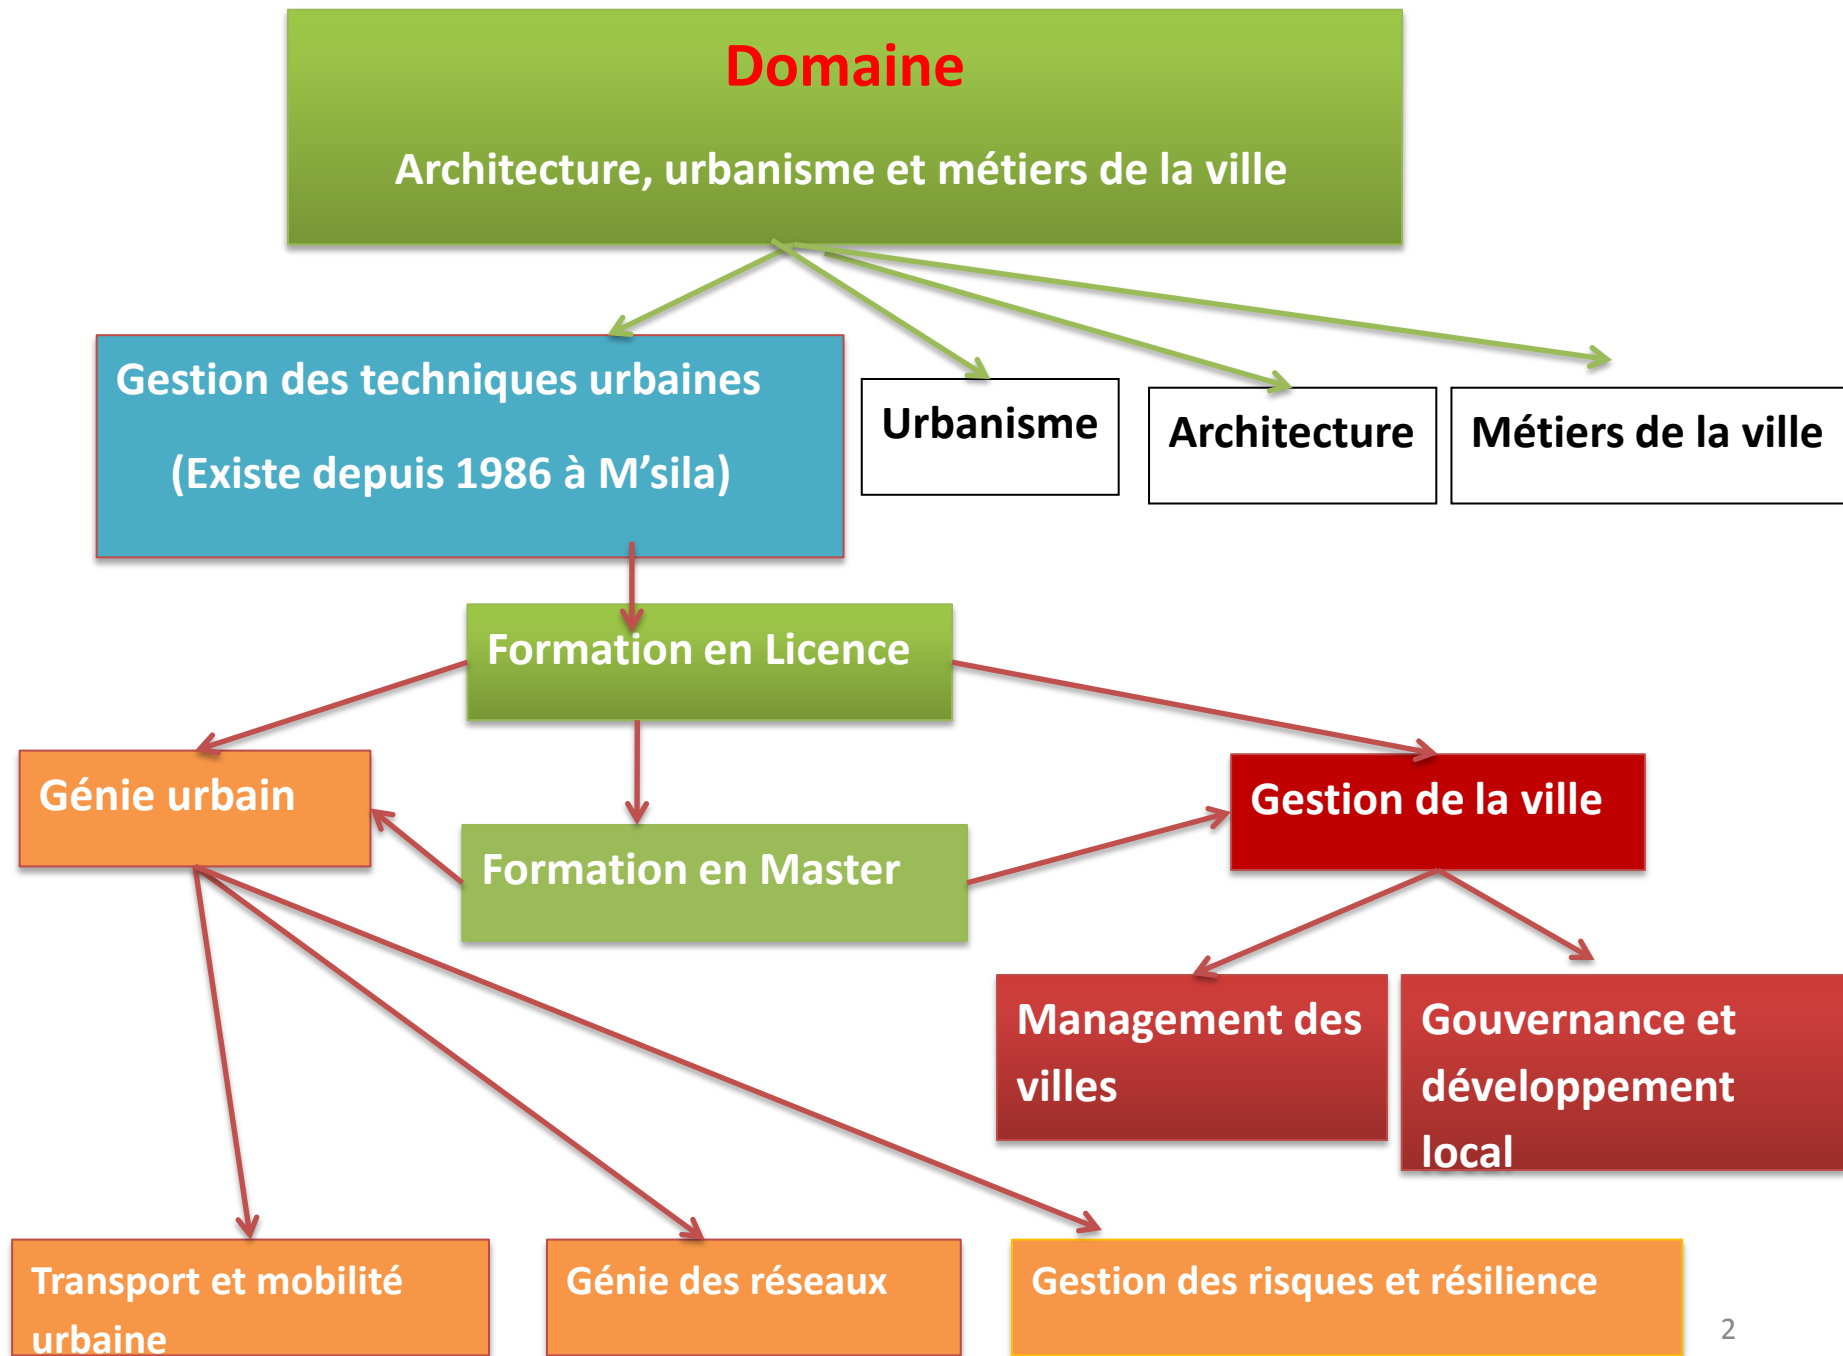 Domaine
Architecture, urbanisme et métiers de la ville
Gestion des techniques urbaines
(Existe depuis 1986 à M’sila)
Urbanisme
Architecture
Métiers de la ville
Formation en Licence
Génie urbain
Formation en Master
Gestion de la ville
Management des
villes
Gouvernance et
développement
local
Transport et mobilité
urbaine
Génie des réseaux
Gestion des risques et résilience
2